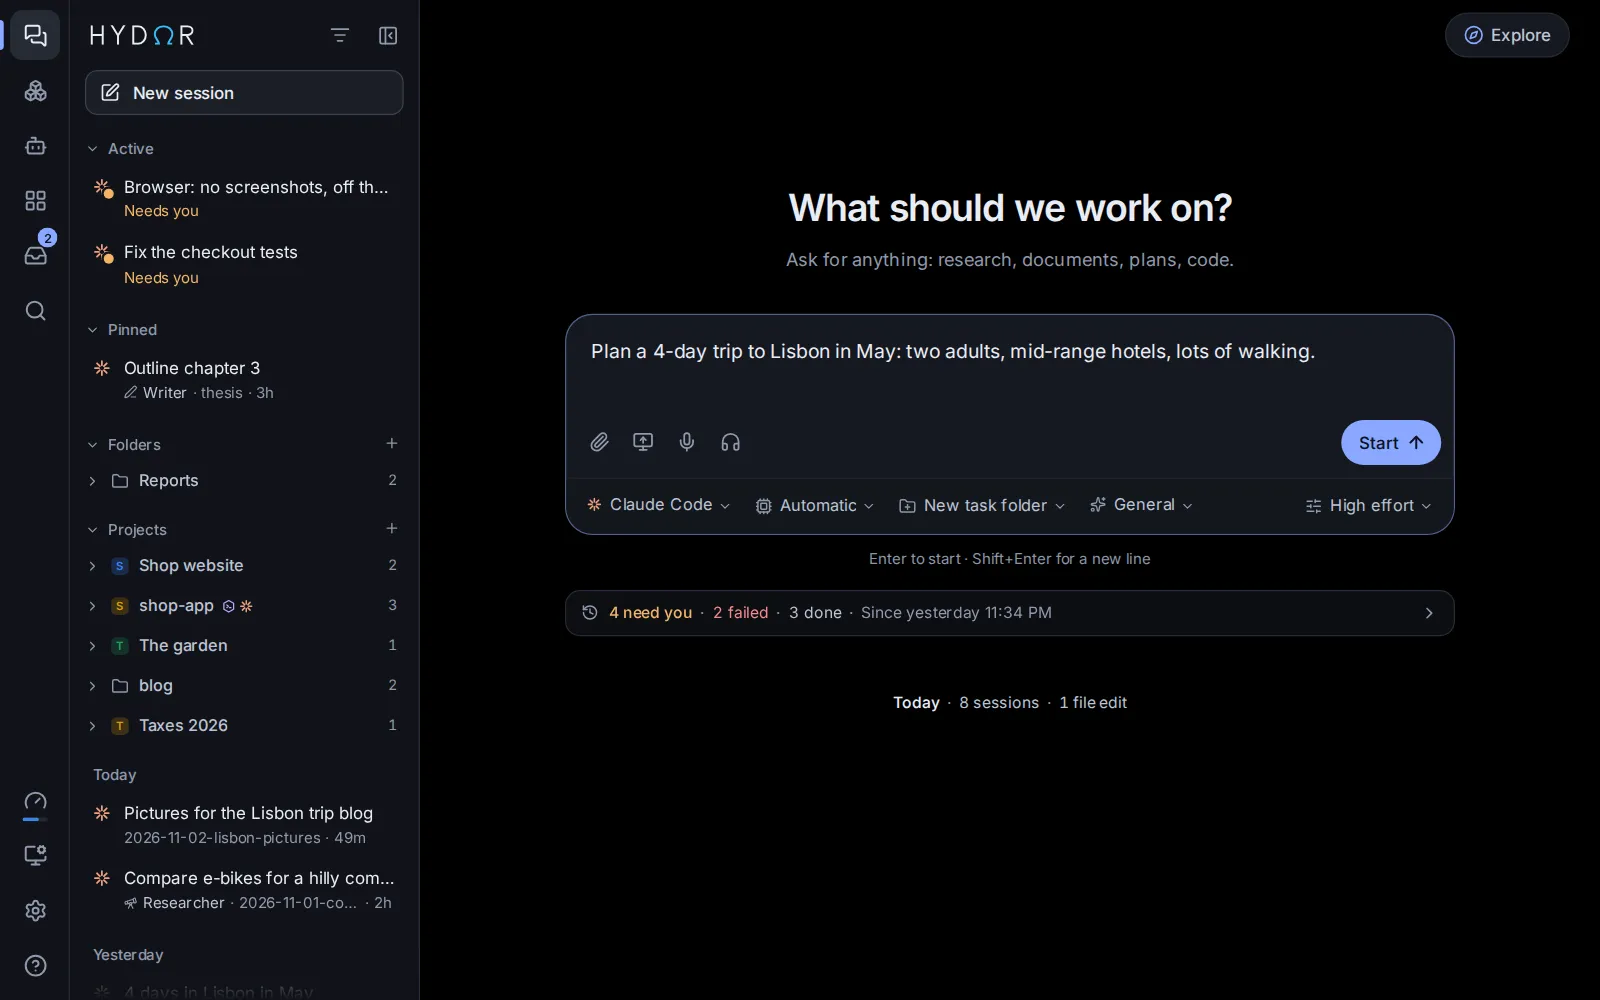 HYDΩR
New session
Active
Browser: no screenshots, off th...
Needs you
Fix the checkout tests
Needs you
Pinned
Outline chapter 3
Writer · thesis · 3h
Folders
Reports 2
Projects
S Shop website 2
S shop-app 3
T The garden 1
blog 2
T Taxes 2026 1
Today
Pictures for the Lisbon trip blog
2026-11-02-lisbon-pictures · 49m
Compare e-bikes for a hilly com...
Researcher · 2026-11-01-co... · 2h
Yesterday
4 days in Lisbon in May
2
Explore
What should we work on?
Ask for anything: research, documents, plans, code.
Plan a 4-day trip to Lisbon in May: two adults, mid-range hotels, lots of walking.
Start
Claude Code Automatic New task folder General High effort
Enter to start · Shift+Enter for a new line
4 need you · 2 failed · 3 done · Since yesterday 11:34 PM
Today · 8 sessions · 1 file edit